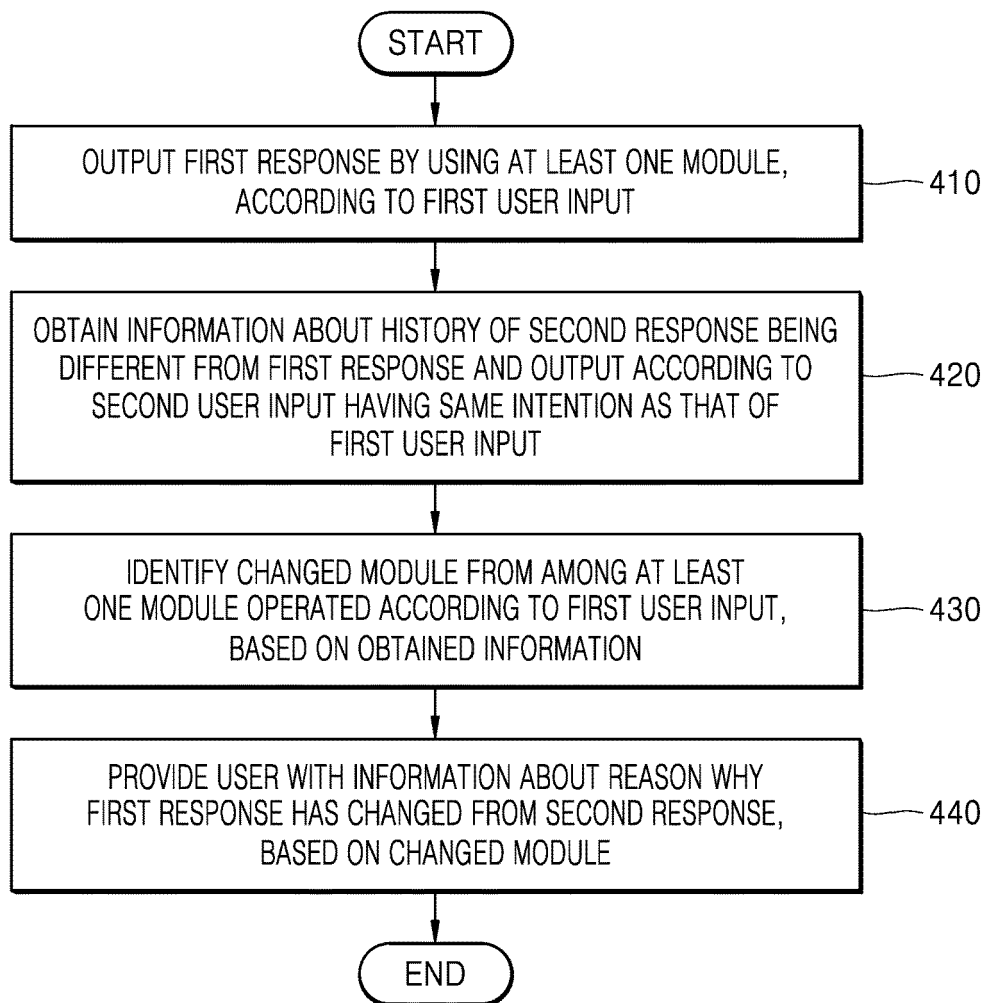 START
OUTPUT FIRST RESPONSE BY USING AT LEAST ONE MODULE,
ACCORDING TO FIRST USER INPUT
410
OBTAIN INFORMATION ABOUT HISTORY OF SECOND RESPONSE BEING
DIFFERENT FROM FIRST RESPONSE AND OUTPUT ACCORDING TO
SECOND USER INPUT HAVING SAME INTENTION AS THAT OF
FIRST USER INPUT
420
IDENTIFY CHANGED MODULE FROM AMONG AT LEAST
ONE MODULE OPERATED ACCORDING TO FIRST USER INPUT,
BASED ON OBTAINED INFORMATION
430
PROVIDE USER WITH INFORMATION ABOUT REASON WHY
FIRST RESPONSE HAS CHANGED FROM SECOND RESPONSE,
BASED ON CHANGED MODULE
440
END